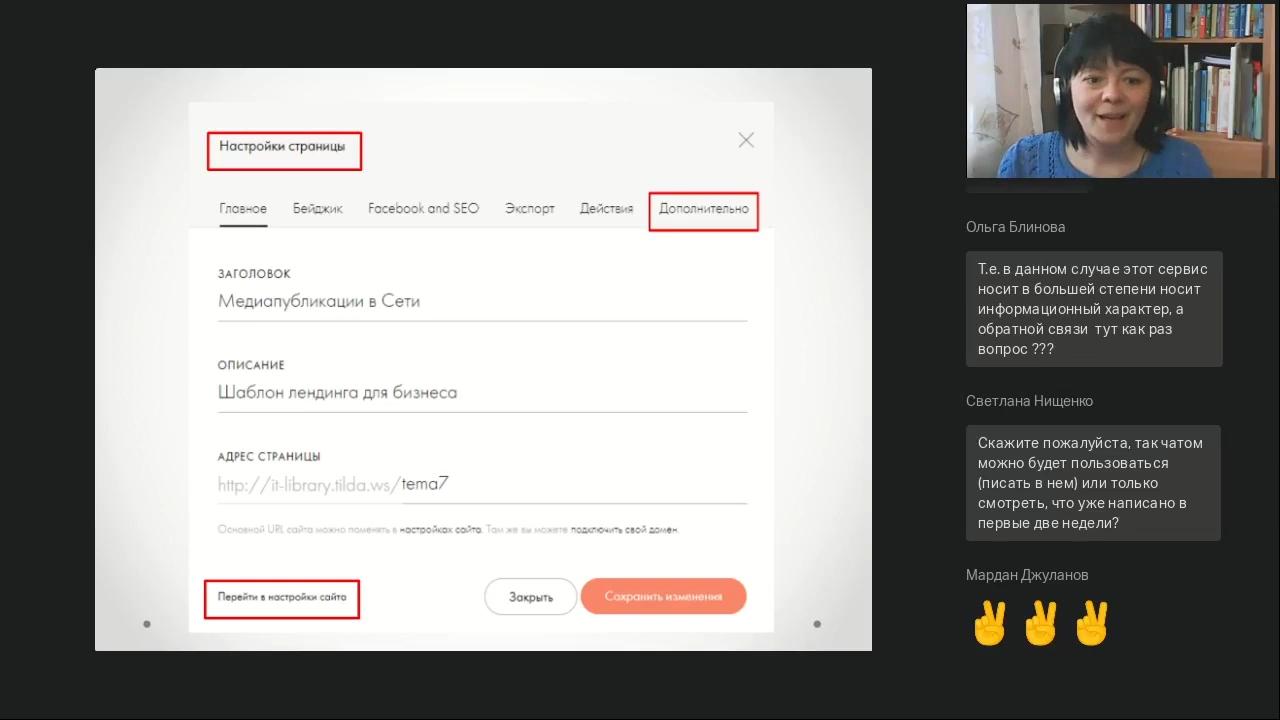 Настройки страницы
Главное
Бейджик
Facebook and SEO
Экспорт
Действия
Дополнительно
ЗАГОЛОВОК
Медиапубликации в Сети
ОПИСАНИЕ
Шаблон лендинга для бизнеса
АДРЕС СТРАНИЦЫ
http://it-library.tilda.ws/tema7
Основной URL сайта можно поменять в настройках сайта. Там же вы можете подключить свой домен.
Перейти в настройки сайта
Закрыть
Сохранить изменения
Ольга Блинова
Т.е. в данном случае этот сервис
носит в большей степени носит
информационный характер, а
обратной связи  тут как раз
вопрос ???
Светлана Нищенко
Скажите пожалуйста, так чатом
можно будет пользоваться
(писать в нем) или только
смотреть, что уже написано в
первые две недели?
Мардан Джуланов
✌✌✌